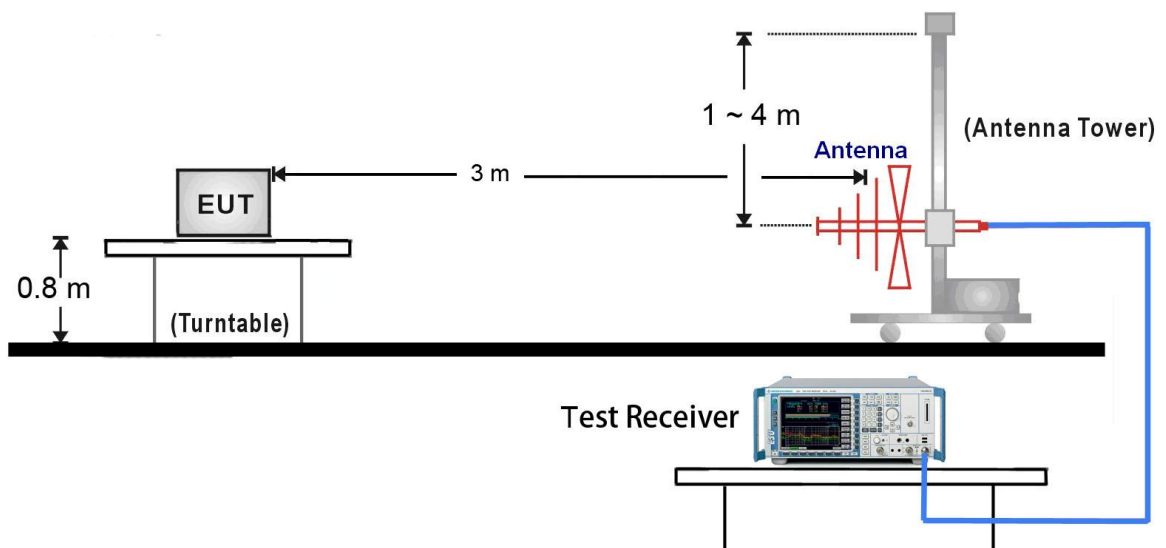 1 ~ 4 m
(Antenna Tower)
Antenna
3 m
EUT
0.8 m
(Turntable)
Test Receiver